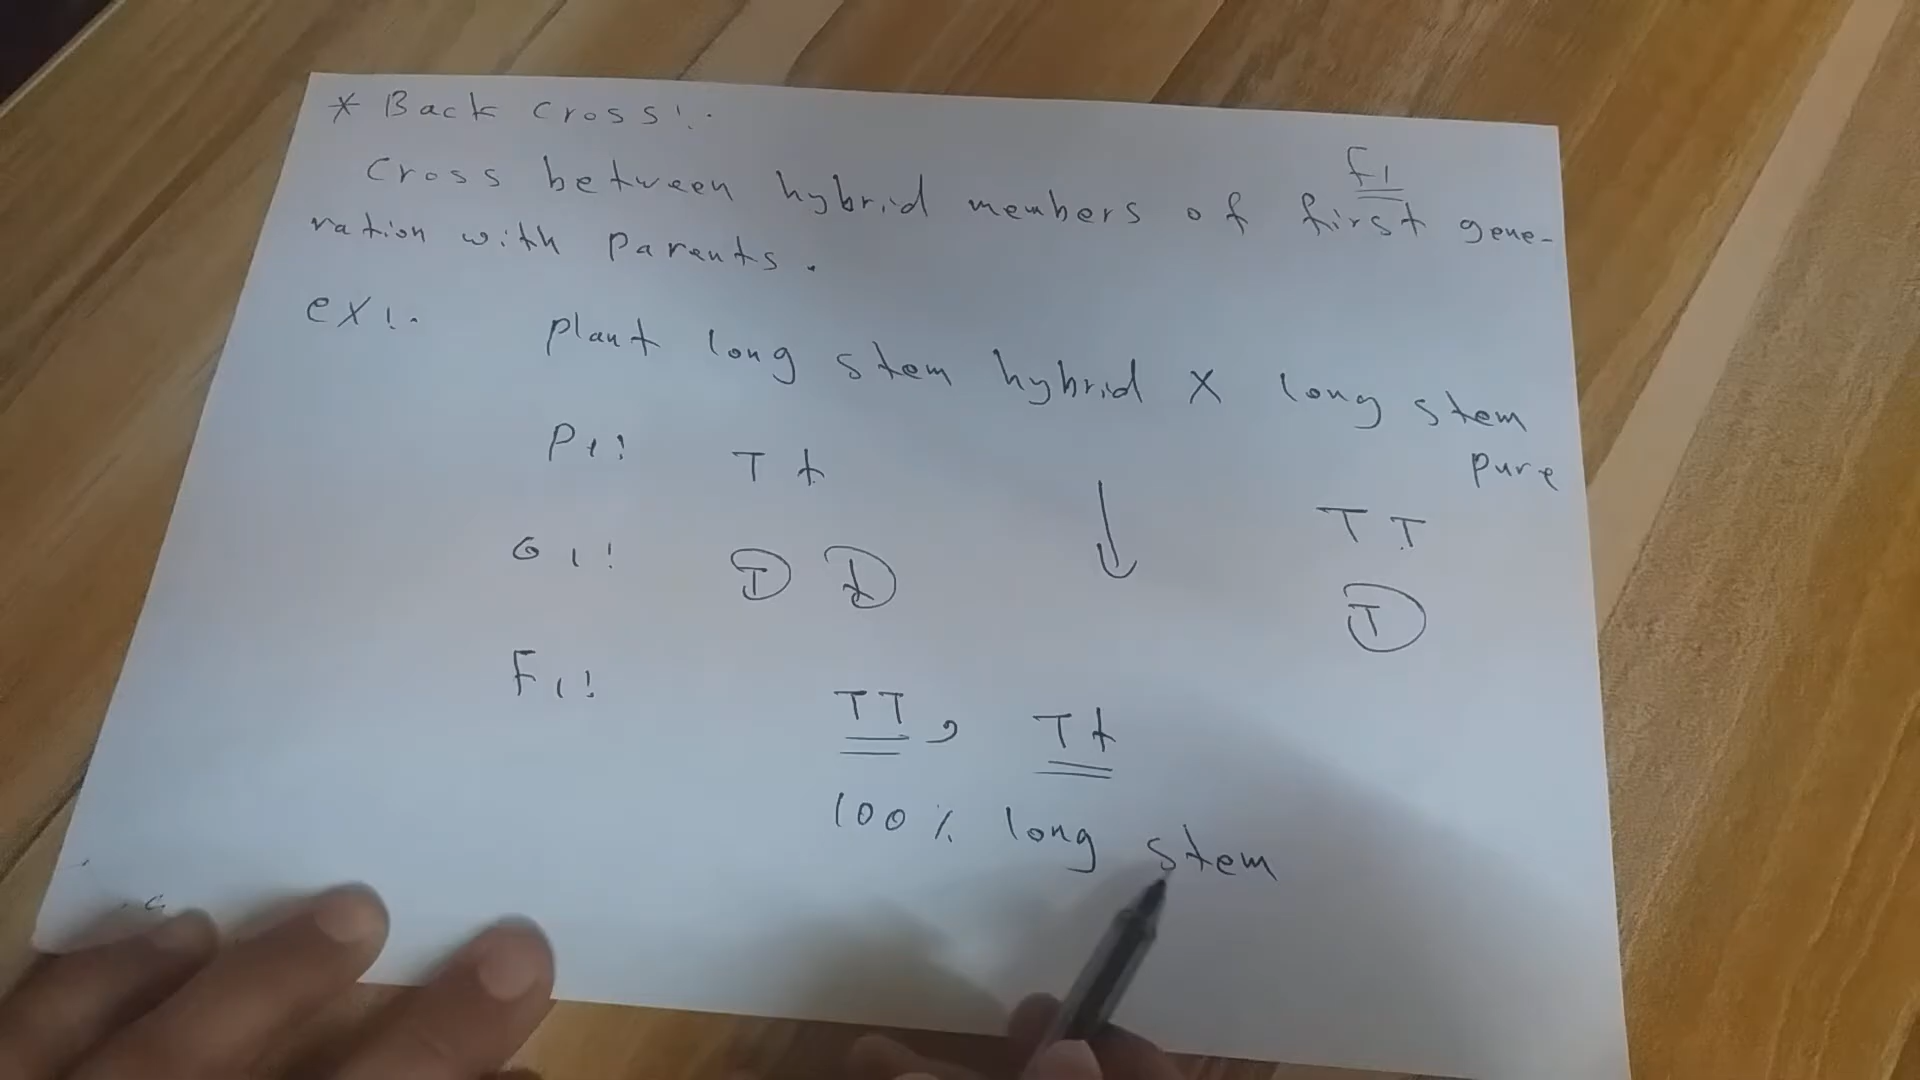 * Back cross:.
F1
Cross between hybrid members of first gene-
ration with parents.
ex:. plant long stem hybrid X long stem
pure
P1: Tt TT
G1: T t T
F1: TT, Tt
100% long stem